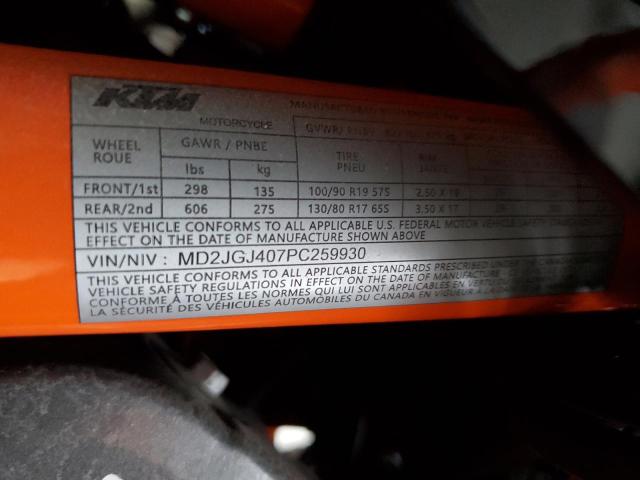 KTM
MOTORCYCLE
WHEEL ROUE GAWR / PNBE TIRE PNEU
lbs kg
FRONT/1st 298 135 100/90 R19 57S 2.50 X 19
REAR/2nd 606 275 130/80 R17 65S 3.50 X 17
THIS VEHICLE CONFORMS TO ALL APPLICABLE U.S. FEDERAL MOTOR VEHICLE
IN EFFECT ON THE DATE OF MANUFACTURE SHOWN ABOVE
VIN/NIV : MD2JGJ407PC259930
THIS VEHICLE CONFORMS TO ALL APPLICABLE STANDARDS PRESCRIBED UNDER
VEHICLE SAFETY REGULATIONS IN EFFECT ON THE DATE OF MANUFACTURE
CONFORME À TOUTES LES NORMES QUI LUI SONT APPLICABLES EN VERTU
LA SÉCURITÉ DES VÉHICULES AUTOMOBILES DU CANADA EN VIGUEUR